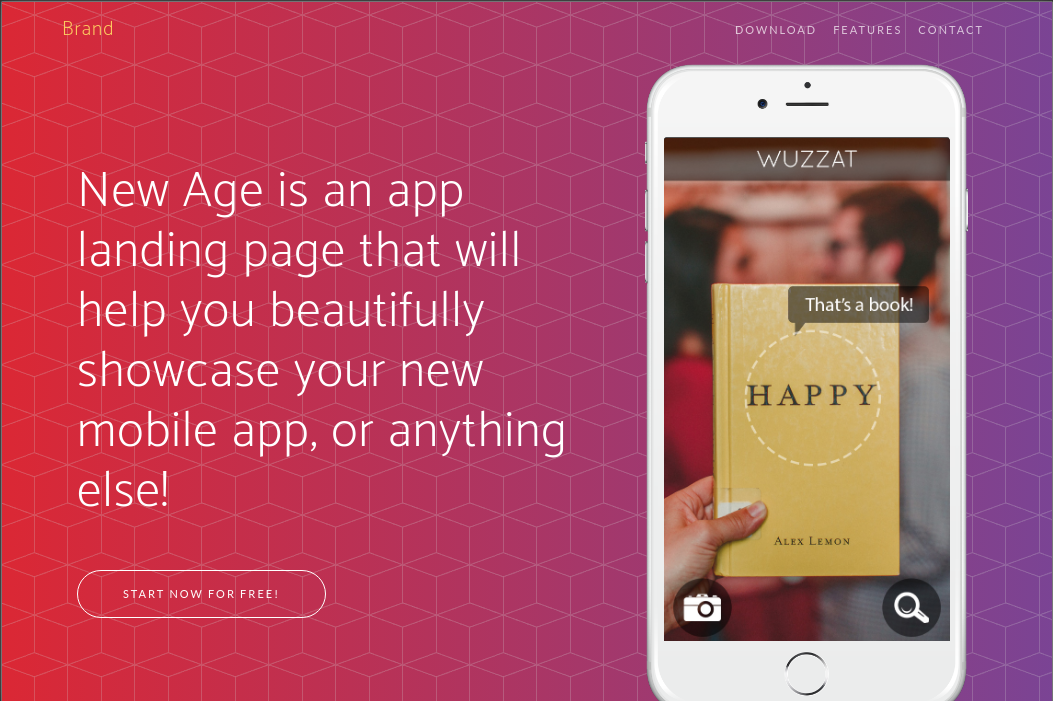 Brand
DOWNLOAD FEATURES CONTACT
New Age is an app
landing page that will
help you beautifully
showcase your new
mobile app, or anything
else!
START NOW FOR FREE!
WUZZAT
That's a book!
HAPPY
ALEX LEMON